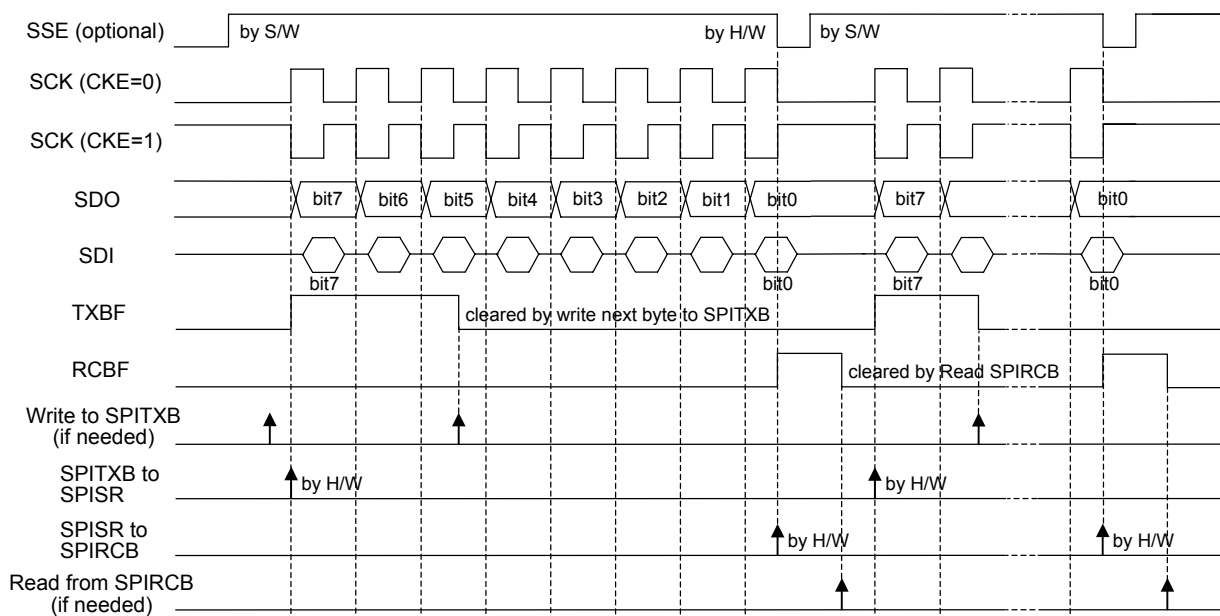 SSE (optional)
by S/W
by H/W
by S/W
SCK (CKE=0)
SCK (CKE=1)
SDO
bit7
bit6
bit5
bit4
bit3
bit2
bit1
bit0
bit7
bit0
SDI
bit7
bit0
bit7
bit0
TXBF
cleared by write next byte to SPITXB
RCBF
cleared by Read SPIRCB
Write to SPITXB
(if needed)
SPITXB to
SPISR
by H/W
by H/W
SPISR to
SPIRCB
by H/W
by H/W
Read from SPIRCB
(if needed)